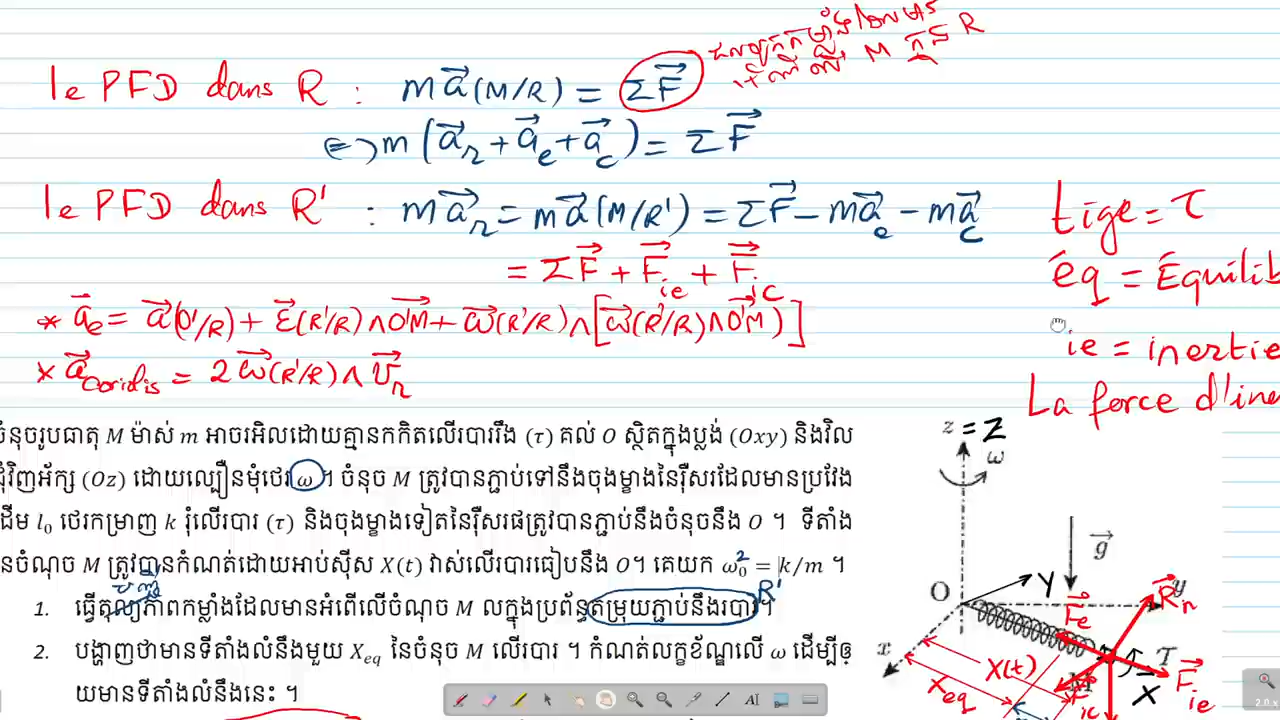 le PFD dans R : m a⃗ (M/R) = Σ F⃗
M ក្នុង R
⇔ m (a⃗r + a⃗e + a⃗c) = Σ F⃗
le PFD dans R' : m a⃗r = m a⃗ (M/R') = Σ F⃗ − m a⃗e − m a⃗c
= Σ F⃗ + F⃗ie + F⃗ic
* a⃗e = a⃗(O'/R) + ε⃗(R'/R) ∧ O'M⃗ + ω⃗(R'/R) ∧ [ω⃗(R'/R) ∧ O'M⃗]
* a⃗coriolis = 2 ω⃗(R'/R) ∧ v⃗r
Tige = τ
éq = Équilib
ie = inertie
La force d'ine
ចំនុចរូបធាតុ M ម៉ាស់ m អាចរអិលដោយគ្មានកកិតលើរបាររឹង (τ) គល់ O ស្ថិតក្នុងប្លង់ (Oxy) និងវិល
ជុំវិញអ័ក្ស (Oz) ដោយល្បឿនមុំថេរ ω ។ ចំនុច M ត្រូវបានភ្ជាប់ទៅនឹងចុងម្ខាងនៃរ៉ឺសរដែលមានប្រវែង
ដើម l₀ ថេរកម្រាញ k រុំលើរបារ (τ) និងចុងម្ខាងទៀតនៃរ៉ឺសរផត្រូវបានភ្ជាប់នឹងចំនុចនឹង O ។ ទីតាំង
នៃចំណុច M ត្រូវបានកំណត់ដោយអាប់ស៊ីស X(t) វាស់លើរបារធៀបនឹង O។ គេយក ω₀² = k/m ។
1. ធ្វើតុល្យភាពកម្លាំងដែលមានអំពើលើចំណុច M លក្នុងប្រព័ន្ធតម្រុយភ្ជាប់នឹងរបារ។ R'
2. បង្ហាញថាមានទីតាំងលំនឹងមួយ Xeq នៃចំនុច M លើរបារ ។ កំណត់លក្ខខ័ណ្ឌលើ ω ដើម្បីឲ្
យមានទីតាំងលំនឹងនេះ ។
z = Z
ω
g⃗
O
Y
y
R⃗n
F⃗e
x
X(t)
M
T
F⃗ie
X
Xeq
F⃗ic
2.0 x